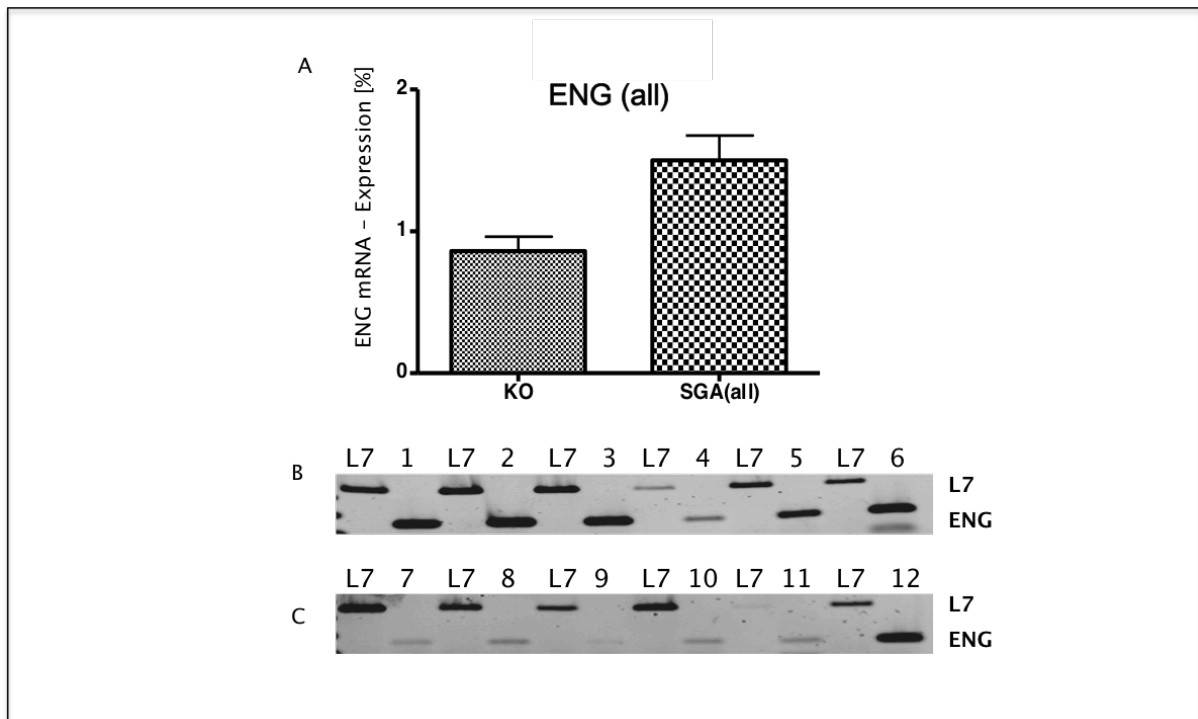 A
ENG mRNA – Expression [%]
ENG (all)
2
1
0
KO
SGA(all)
B
L7 1 L7 2 L7 3 L7 4 L7 5 L7 6
L7
ENG
C
L7 7 L7 8 L7 9 L7 10 L7 11 L7 12
L7
ENG